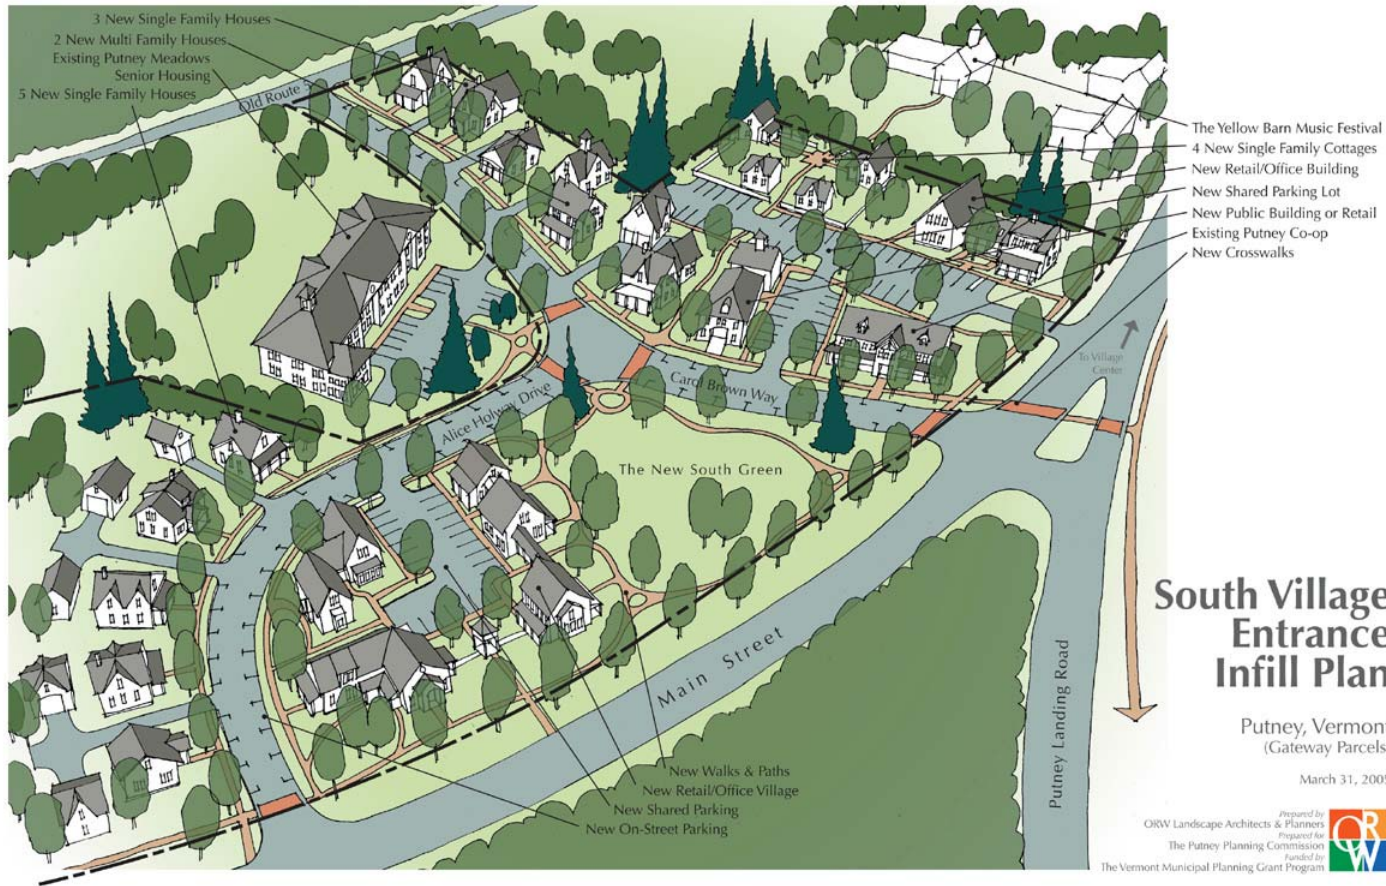 3 New Single Family Houses
2 New Multi Family Houses
Existing Putney Meadows
Senior Housing
5 New Single Family Houses
Old Route 5
The Yellow Barn Music Festival
4 New Single Family Cottages
New Retail/Office Building
New Shared Parking Lot
New Public Building or Retail
Existing Putney Co-op
New Crosswalks
To Village
Center
Carol Brown Way
Alice Holway Drive
The New South Green
Main Street
Putney Landing Road
New Walks & Paths
New Retail/Office Village
New Shared Parking
New On-Street Parking
South Village
Entrance
Infill Plan
Putney, Vermont
(Gateway Parcels
March 31, 2005
Prepared by
ORW Landscape Architects & Planners
Prepared for
The Putney Planning Commission
Funded by
The Vermont Municipal Planning Grant Program
ORW